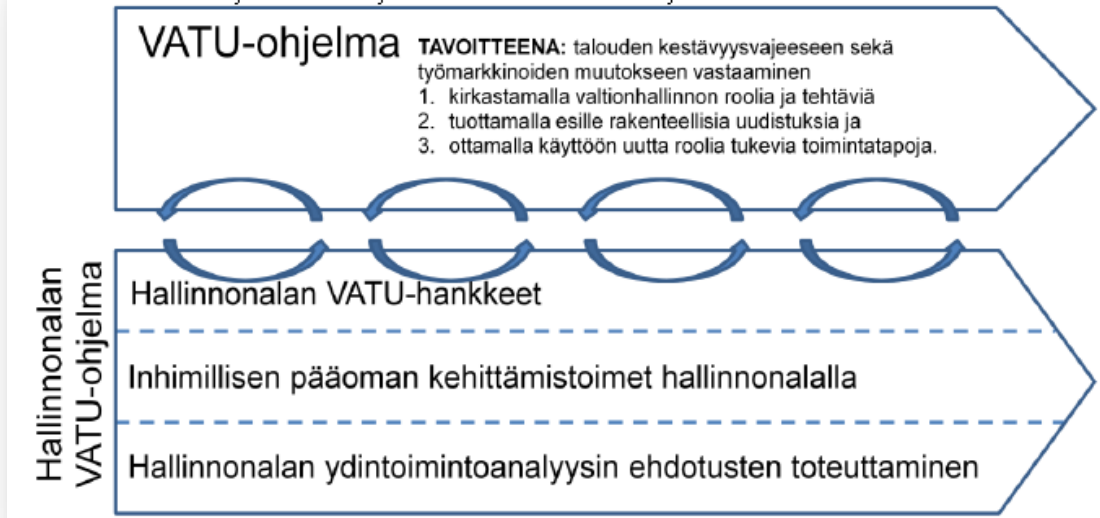 VATU-ohjelma
TAVOITTEENA: talouden kestävyysvajeeseen sekä
työmarkkinoiden muutokseen vastaaminen
1. kirkastamalla valtionhallinnon roolia ja tehtäviä
2. tuottamalla esille rakenteellisia uudistuksia ja
3. ottamalla käyttöön uutta roolia tukevia toimintatapoja.
Hallinnonalan
VATU-ohjelma
Hallinnonalan VATU-hankkeet
Inhimillisen pääoman kehittämistoimet hallinnonalalla
Hallinnonalan ydintoimintoanalyysin ehdotusten toteuttaminen